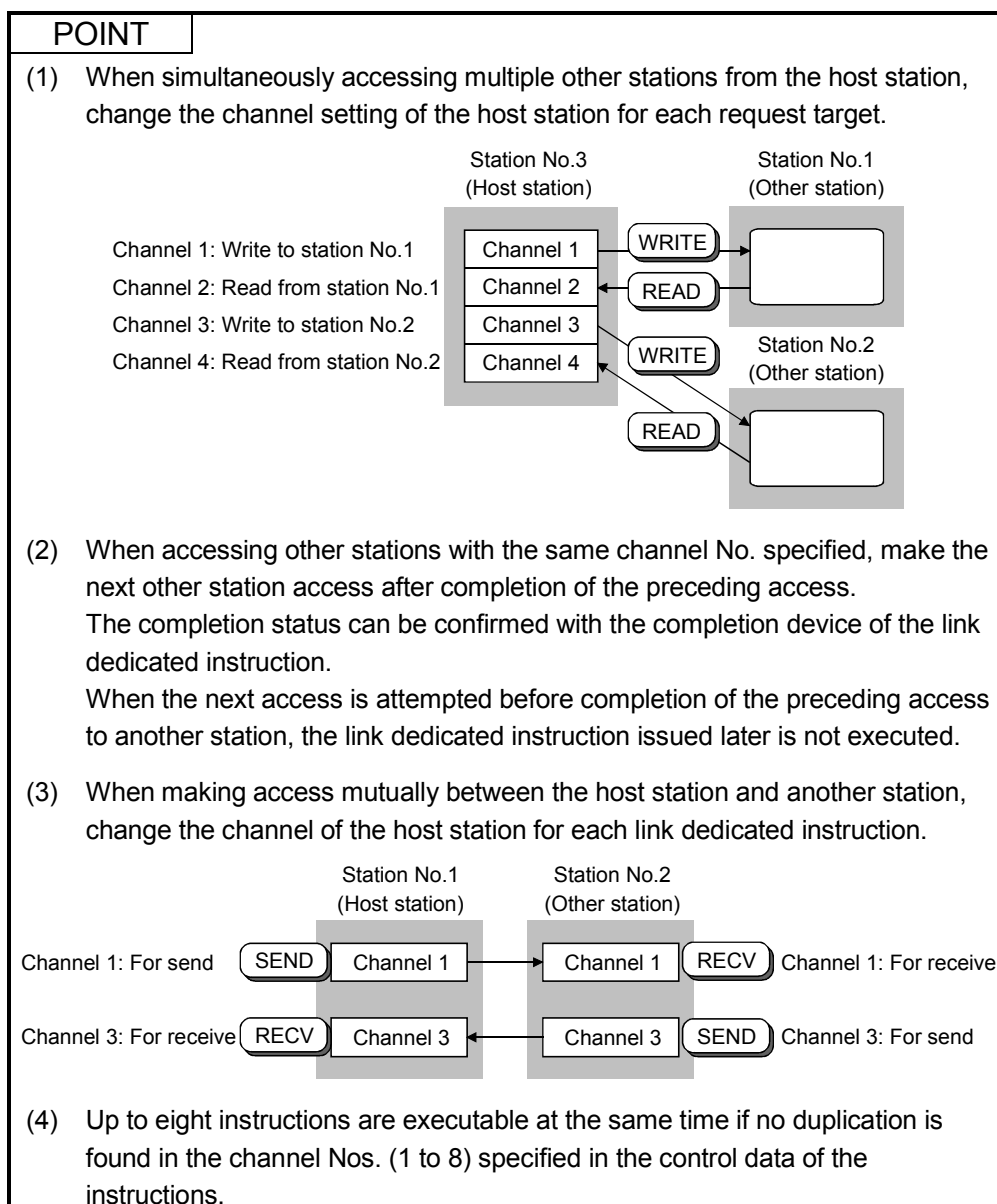 POINT
(1) When simultaneously accessing multiple other stations from the host station,
change the channel setting of the host station for each request target.
Station No.3
(Host station)
Station No.1
(Other station)
Channel 1: Write to station No.1
Channel 1
WRITE
Channel 2: Read from station No.1
Channel 2
READ
Channel 3: Write to station No.2
Channel 3
WRITE
Station No.2
(Other station)
Channel 4: Read from station No.2
Channel 4
READ
(2) When accessing other stations with the same channel No. specified, make the
next other station access after completion of the preceding access.
The completion status can be confirmed with the completion device of the link
dedicated instruction.
When the next access is attempted before completion of the preceding access
to another station, the link dedicated instruction issued later is not executed.
(3) When making access mutually between the host station and another station,
change the channel of the host station for each link dedicated instruction.
Station No.1
(Host station)
Station No.2
(Other station)
Channel 1: For send SEND Channel 1 Channel 1 RECV Channel 1: For receive
Channel 3: For receive RECV Channel 3 Channel 3 SEND Channel 3: For send
(4) Up to eight instructions are executable at the same time if no duplication is
found in the channel Nos. (1 to 8) specified in the control data of the
instructions.